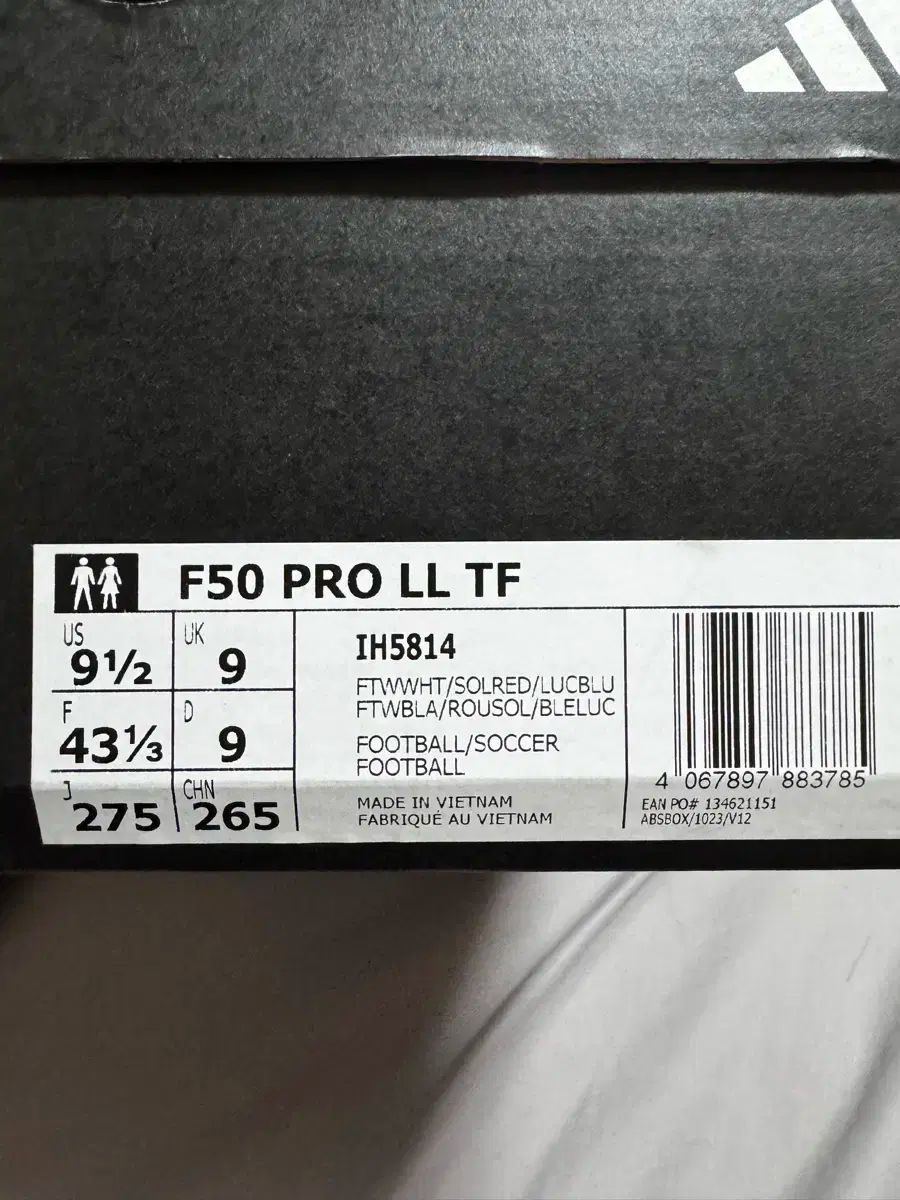 F50 PRO LL TF
US
9½
UK
9
F
43⅓
D
9
J
275
CHN
265
IH5814
FTWWHT/SOLRED/LUCBLU
FTWBLA/ROUSOL/BLELUC
FOOTBALL/SOCCER
FOOTBALL
MADE IN VIETNAM
FABRIQUÉ AU VIETNAM
4 067897 883785
EAN PO# 134621151
ABSBOX/1023/V12